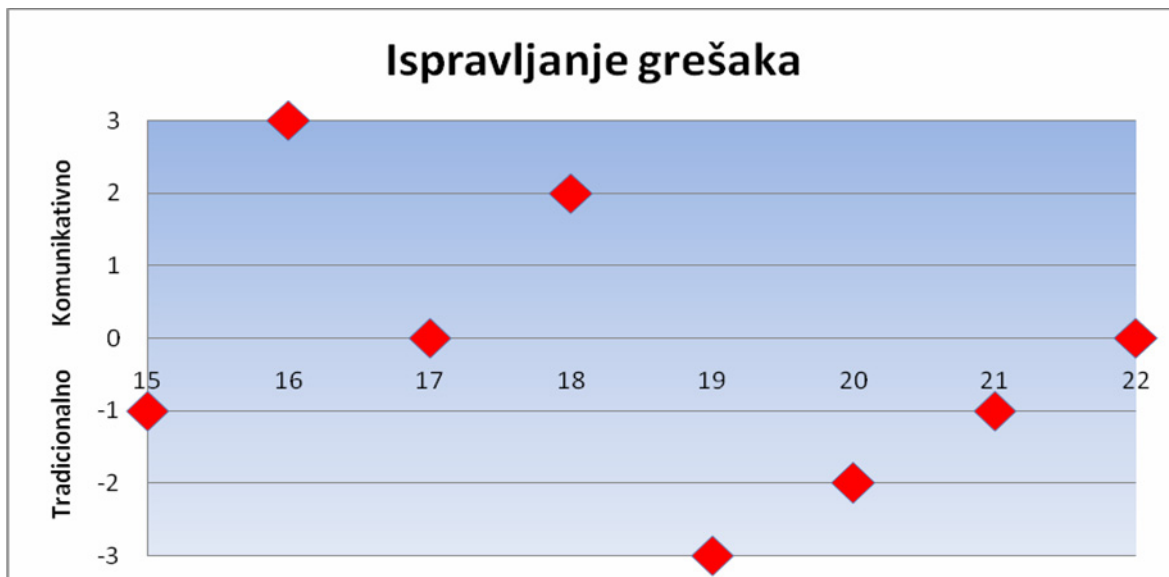 Ispravljanje grešaka
Komunikativno
Tradicionalno
3
2
1
0
-1
-2
-3
15 16 17 18 19 20 21 22